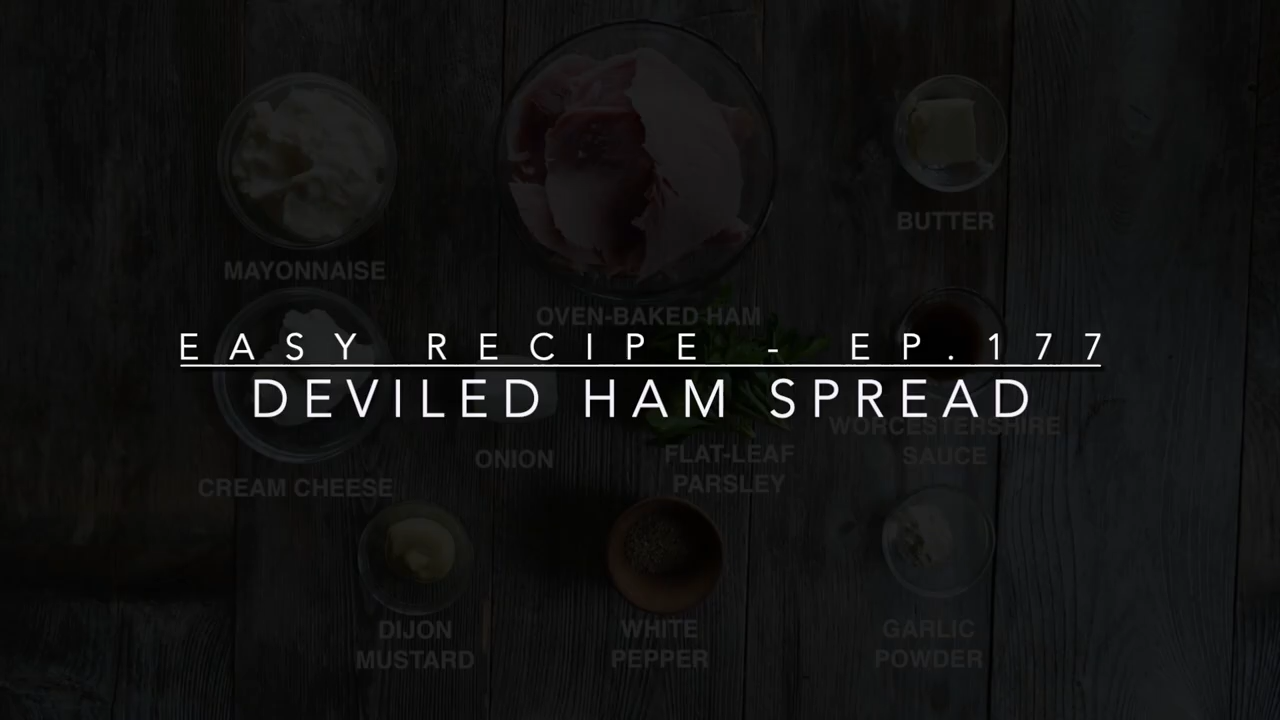 BUTTER
MAYONNAISE
OVEN-BAKED HAM
EASY RECIPE - EP.177
DEVILED HAM SPREAD
WORCESTERSHIRE
SAUCE
ONION
FLAT-LEAF
PARSLEY
CREAM CHEESE
DIJON
MUSTARD
WHITE
PEPPER
GARLIC
POWDER